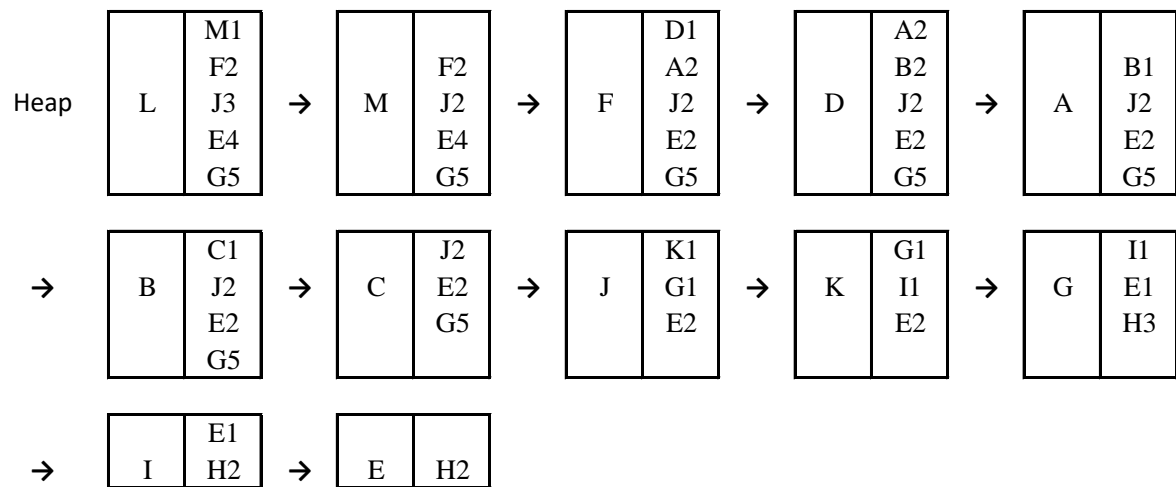 Heap L M1 F2 J3 E4 G5 → M F2 J2 E4 G5 → F D1 A2 J2 E2 G5 → D A2 B2 J2 E2 G5 → A B1 J2 E2 G5
→ B C1 J2 E2 G5 → C J2 E2 G5 → J K1 G1 E2 → K G1 I1 E2 → G I1 E1 H3
→ I E1 H2 → E H2